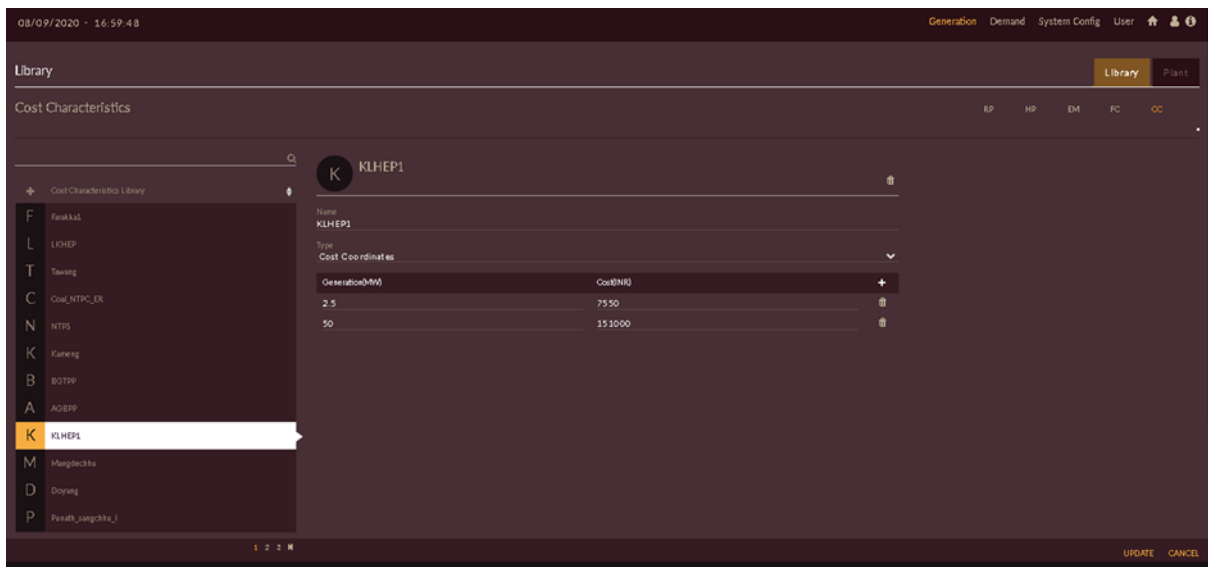 08/09/2020 - 16:59:48
Generation Demand System Config User
Library
Library Plant
Cost Characteristics
RP HP EM FC CC
K KLHEP1
Cost Characteristics Library
Name
KLHEP1
F Farakka1
Type
Cost Coordinates
L LKHEP
T Tawang
Generation(MW) Cost(INR) +
C Coal_NTPC_ER
2.5 7550
N NTPS
50 151000
K Kameng
B BGTPP
A AGBPP
K KLHEP1
M Mangdechhu
D Doyang
P Punath_sangchhu_I
1 2 3
UPDATE CANCEL